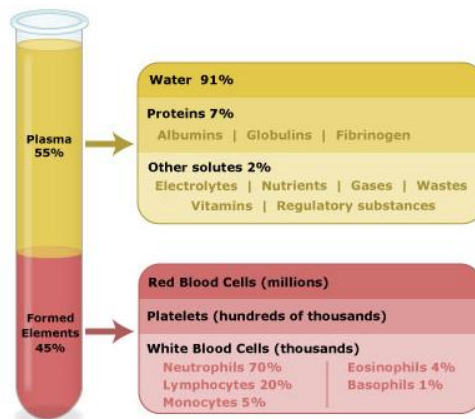 Plasma
55%
Water 91%
Proteins 7%
Albumins | Globulins | Fibrinogen
Other solutes 2%
Electrolytes | Nutrients | Gases | Wastes
Vitamins | Regulatory substances
Formed
Elements
45%
Red Blood Cells (millions)
Platelets (hundreds of thousands)
White Blood Cells (thousands)
Neutrophils 70%
Lymphocytes 20%
Monocytes 5%
Eosinophils 4%
Basophils 1%